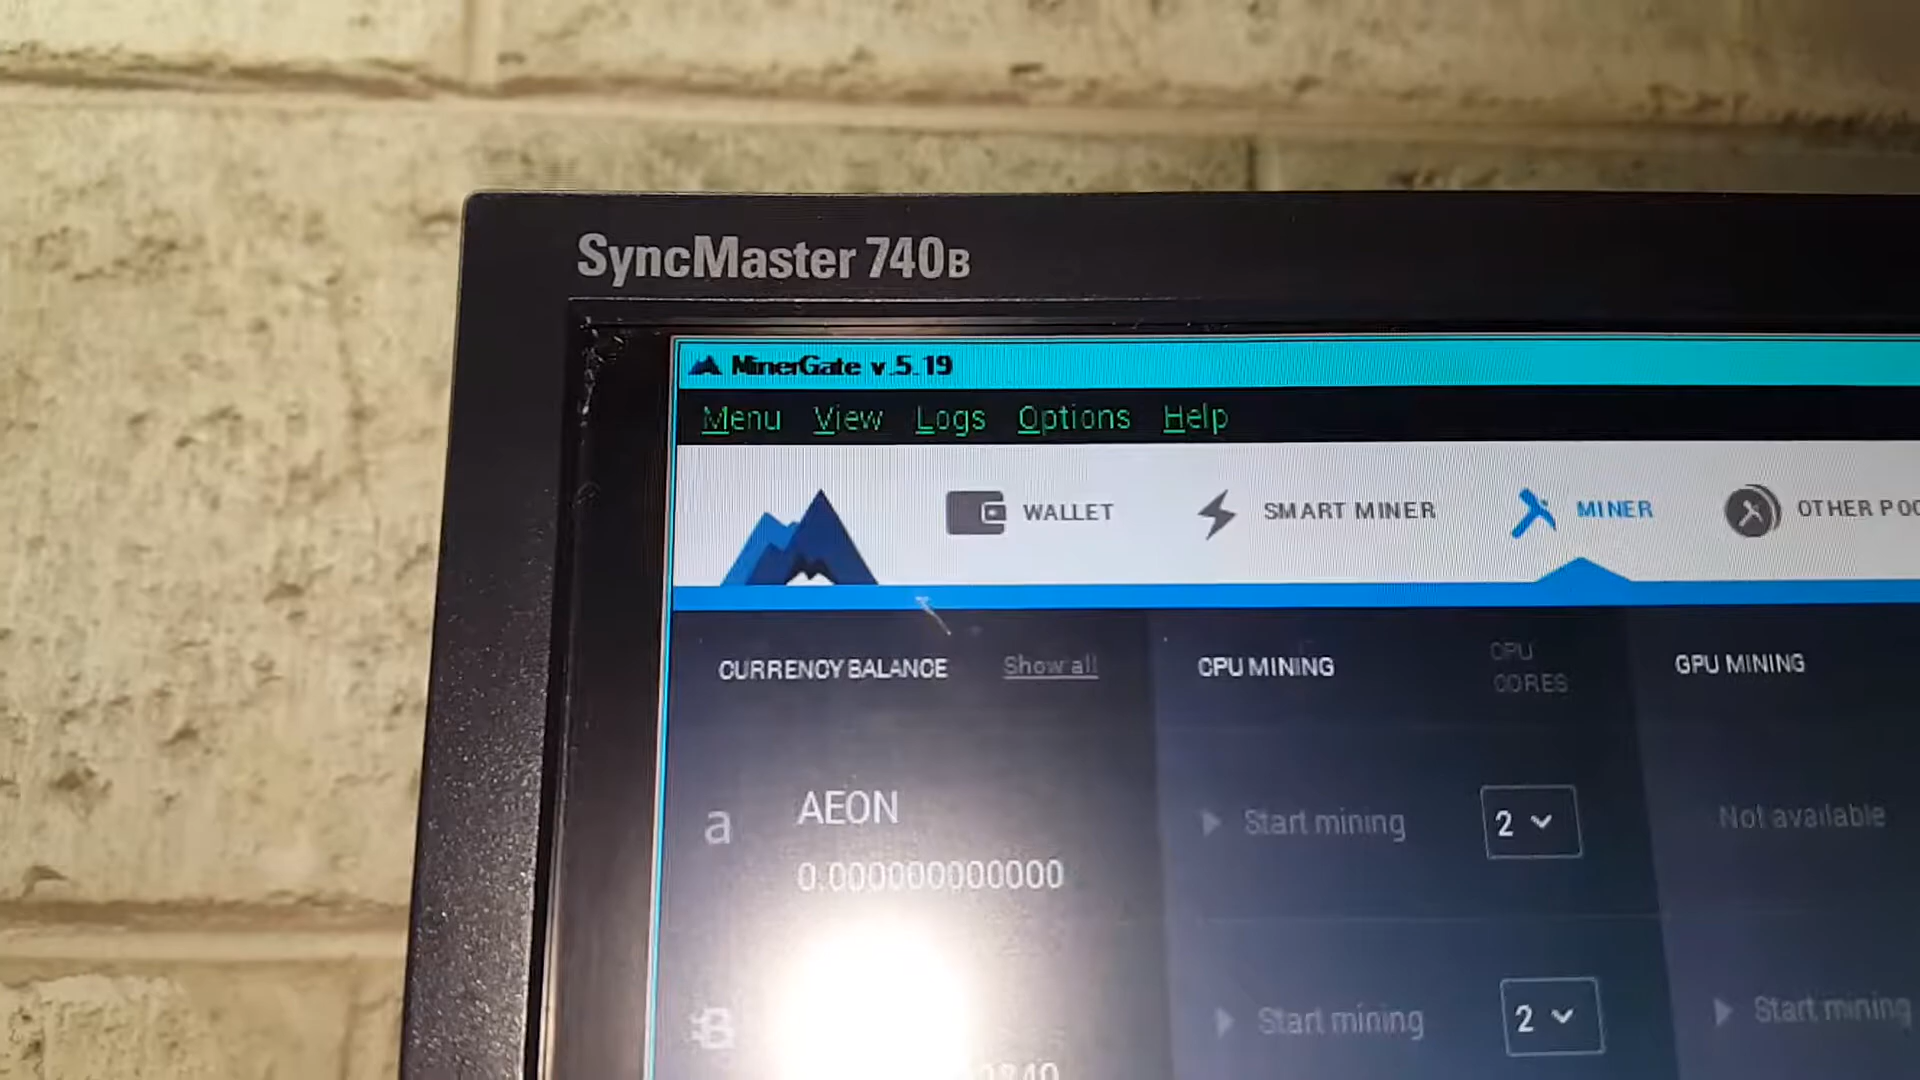 SyncMaster 740B
MinerGate v.5.19
Menu View Logs Options Help
WALLET SMART MINER MINER OTHER
CURRENCY BALANCE Show all CPU MINING CPU CORES GPU MINING
a AEON Start mining 2 Not available
0.000000000000
Start mining 2 Start mining